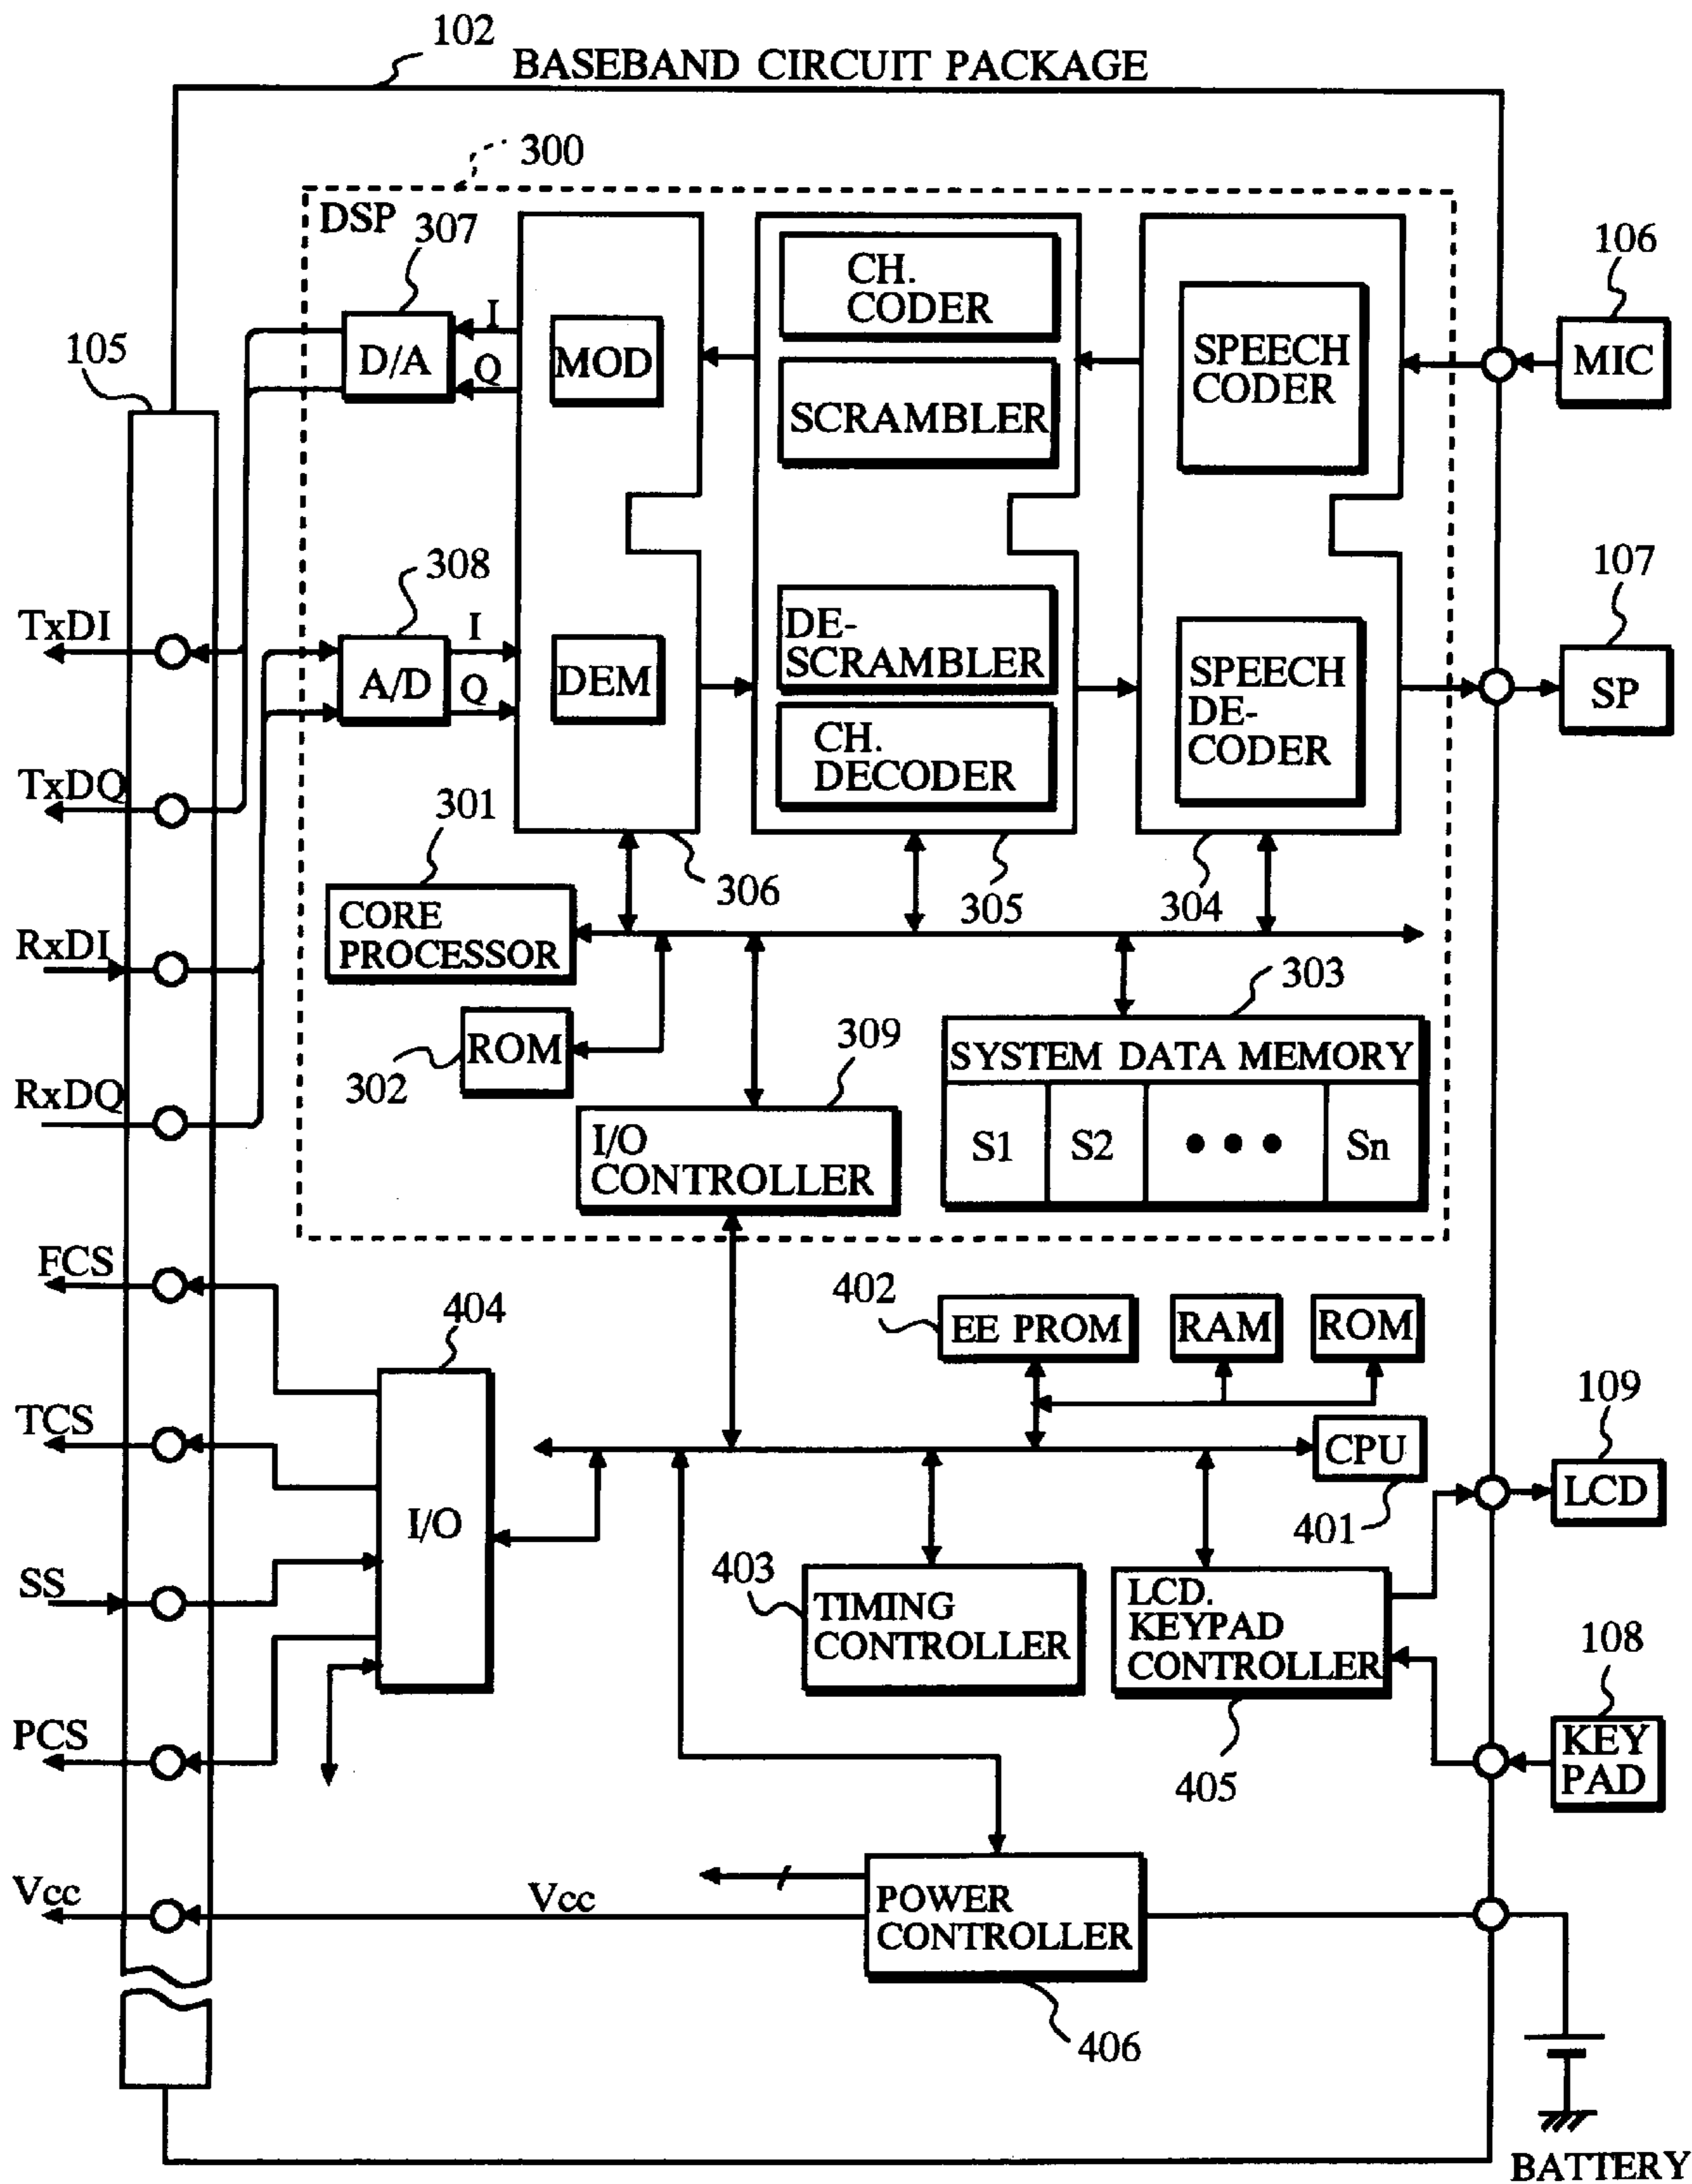 102
BASEBAND CIRCUIT PACKAGE
300
DSP
307
D/A
I
Q
MOD
CH.
CODER
SCRAMBLER
SPEECH
CODER
106
MIC
105
308
A/D
I
Q
DEM
DE-
SCRAMBLER
CH.
DECODER
SPEECH
DE-
CODER
107
SP
TxDI
TxDQ
RxDI
RxDQ
301
CORE
PROCESSOR
306
305
304
302
ROM
309
I/O
CONTROLLER
303
SYSTEM DATA MEMORY
S1
S2
•••
Sn
FCS
TCS
SS
PCS
Vcc
404
I/O
402
EE PROM
RAM
ROM
CPU
401
109
LCD
403
TIMING
CONTROLLER
LCD.
KEYPAD
CONTROLLER
405
108
KEY
PAD
Vcc
POWER
CONTROLLER
406
BATTERY